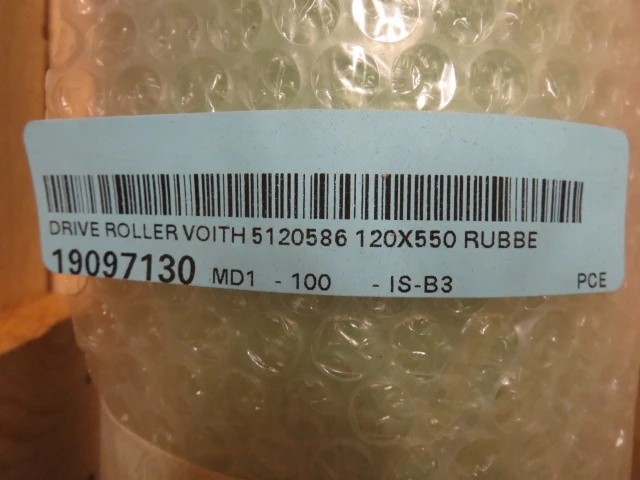 DRIVE ROLLER VOITH 5120586 120X550 RUBBE
19097130 MD1 - 100 - IS-B3 PCE